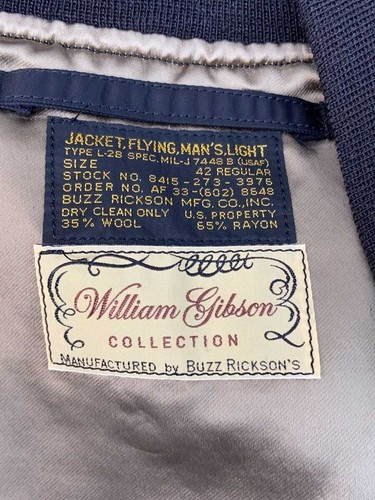 JACKET, FLYING, MAN'S, LIGHT
TYPE L-2B SPEC. MIL-J 7448 B (USAF)
SIZE 42 REGULAR
STOCK NO. 8415-273-3976
ORDER NO. AF 33-(602) 8648
BUZZ RICKSON MFG. CO., INC.
DRY CLEAN ONLY U.S. PROPERTY
35% WOOL 65% RAYON
William Gibson
COLLECTION
MANUFACTURED by BUZZ RICKSON'S